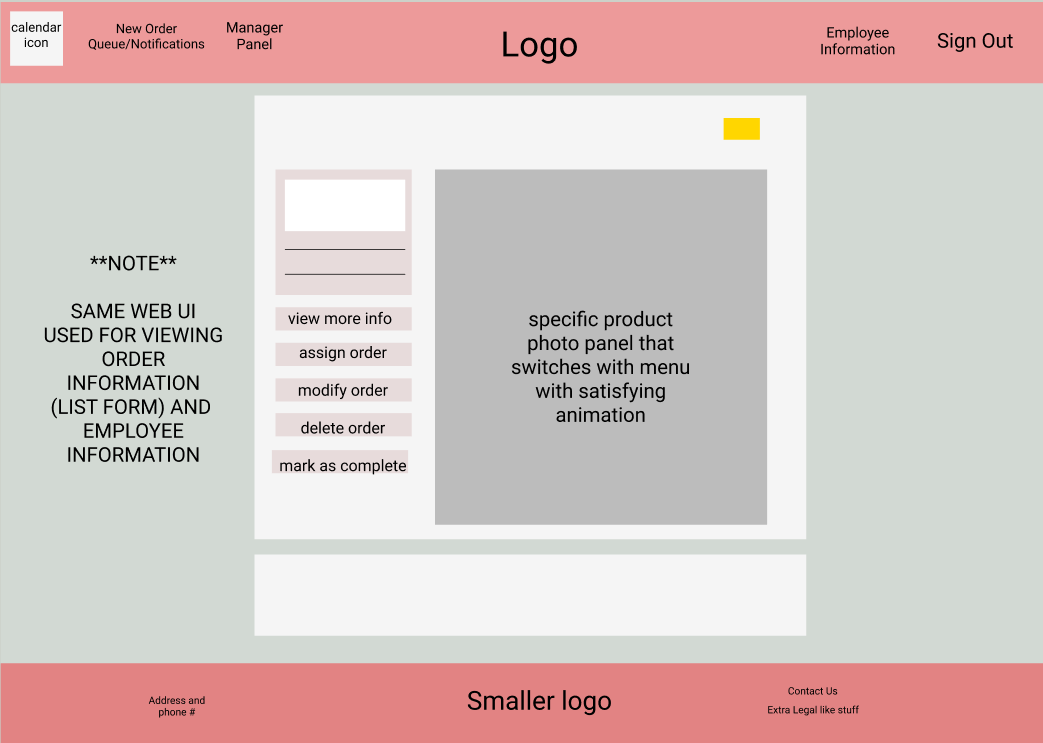 calendar
icon
New Order
Queue/Notifications
Manager
Panel
Logo
Employee
Information
Sign Out
**NOTE**
SAME WEB UI
USED FOR VIEWING
ORDER
INFORMATION
(LIST FORM) AND
EMPLOYEE
INFORMATION
view more info
assign order
modify order
delete order
mark as complete
specific product
photo panel that
switches with menu
with satisfying
animation
Address and
phone #
Smaller logo
Contact Us
Extra Legal like stuff